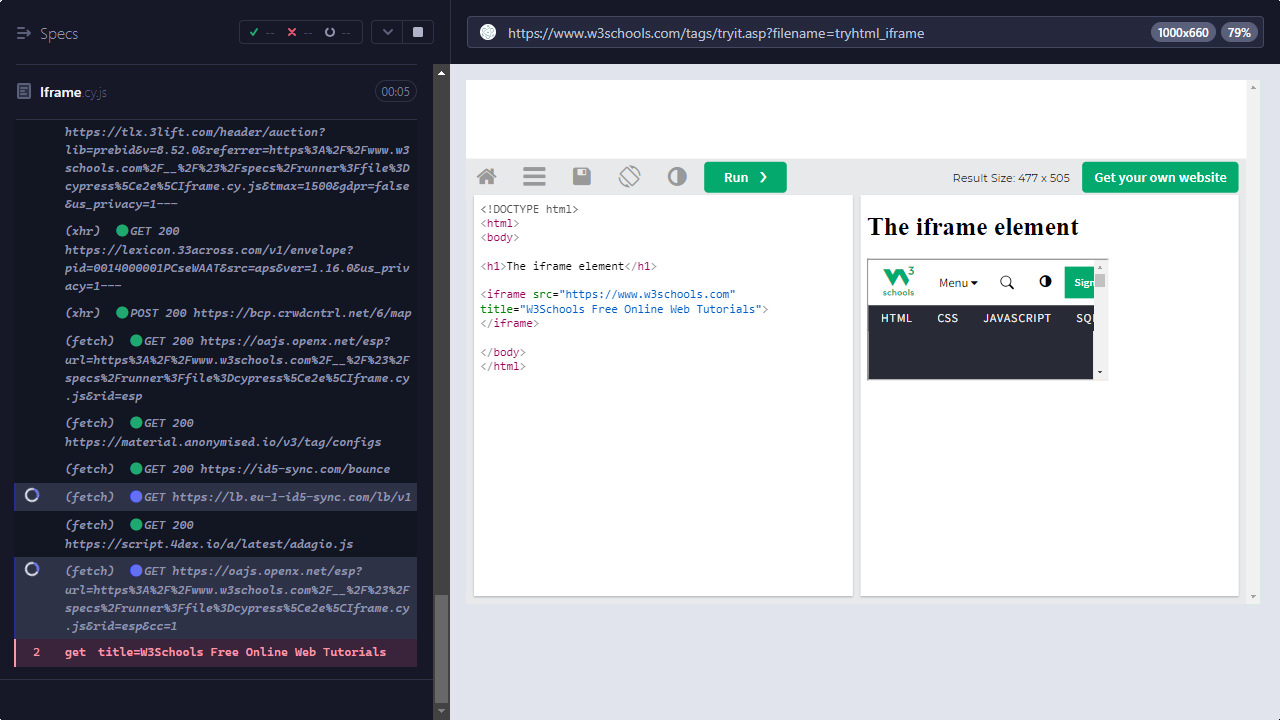 Specs
-- -- --
Iframe.cy.js
00:05
https://tlx.3lift.com/header/auction?
lib=prebid&v=8.52.0&referrer=https%3A%2F%2Fwww.w3
schools.com%2F__%2F%23%2Fspecs%2Frunner%3Ffile%3D
cypress%5Ce2e%5CIframe.cy.js&tmax=1500&gdpr=false
&us_privacy=1---
(xhr) GET 200
https://lexicon.33across.com/v1/envelope?
pid=0014000001PCseWAAT&src=aps&ver=1.16.0&us_priv
acy=1---
(xhr) POST 200 https://bcp.crwdcntrl.net/6/map
(fetch) GET 200 https://oajs.openx.net/esp?
url=https%3A%2F%2Fwww.w3schools.com%2F__%2F%23%2F
specs%2Frunner%3Ffile%3Dcypress%5Ce2e%5CIframe.cy
.js&rid=esp
(fetch) GET 200
https://material.anonymised.io/v3/tag/configs
(fetch) GET 200 https://id5-sync.com/bounce
(fetch) GET https://lb.eu-1-id5-sync.com/lb/v1
(fetch) GET 200
https://script.4dex.io/a/latest/adagio.js
(fetch) GET https://oajs.openx.net/esp?
url=https%3A%2F%2Fwww.w3schools.com%2F__%2F%23%2F
specs%2Frunner%3Ffile%3Dcypress%5Ce2e%5CIframe.cy
.js&rid=esp&cc=1
2 get title=W3Schools Free Online Web Tutorials
https://www.w3schools.com/tags/tryit.asp?filename=tryhtml_iframe
1000x660 79%
Run ❯
Result Size: 477 x 505
Get your own website
<!DOCTYPE html>
<html>
<body>
<h1>The iframe element</h1>
<iframe src="https://www.w3schools.com"
title="W3Schools Free Online Web Tutorials">
</iframe>
</body>
</html>
The iframe element
W3 schools
Menu
Sign
HTML CSS JAVASCRIPT SQL